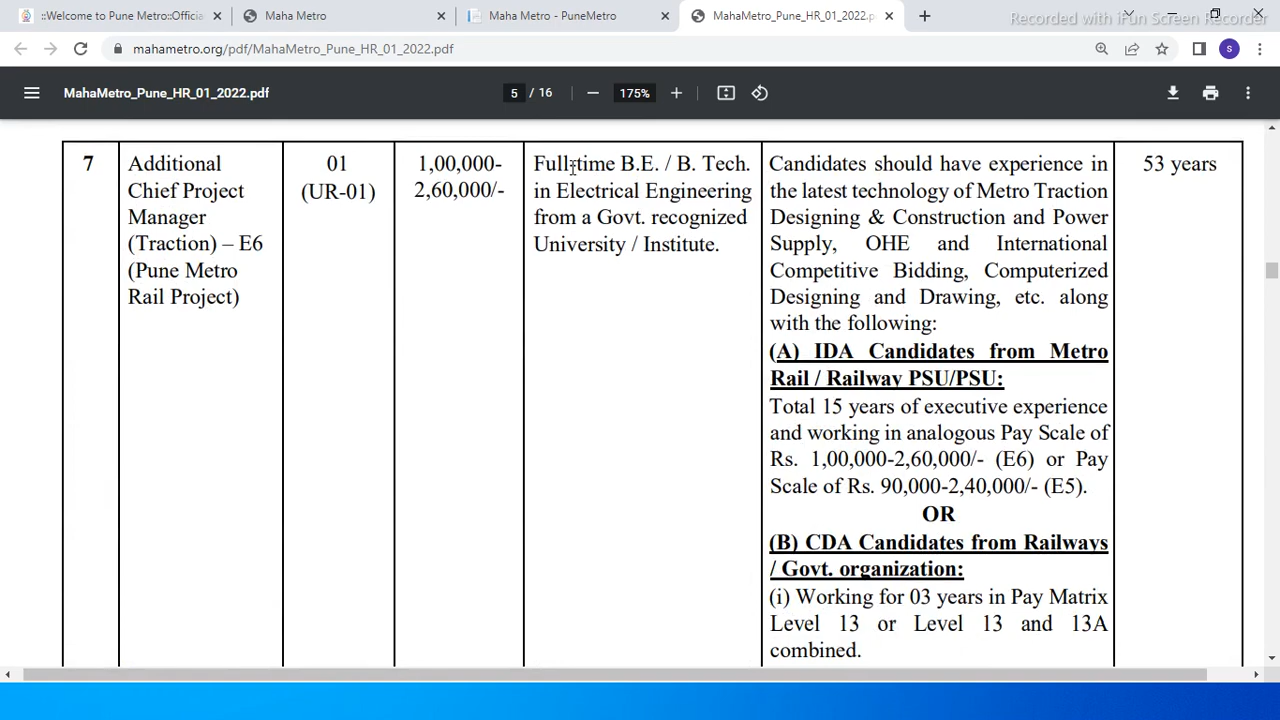 ::Welcome to Pune Metro::Officia
Maha Metro
Maha Metro - PuneMetro
MahaMetro_Pune_HR_01_2022.p
Recorded with iFun Screen Recorder
mahametro.org/pdf/MahaMetro_Pune_HR_01_2022.pdf
S
MahaMetro_Pune_HR_01_2022.pdf
5 / 16
175%
7
Additional
Chief Project
Manager
(Traction) – E6
(Pune Metro
Rail Project)
01
(UR-01)
1,00,000-
2,60,000/-
Full time B.E. / B. Tech.
in Electrical Engineering
from a Govt. recognized
University / Institute.
Candidates should have experience in
the latest technology of Metro Traction
Designing & Construction and Power
Supply, OHE and International
Competitive Bidding, Computerized
Designing and Drawing, etc. along
with the following:
(A) IDA Candidates from Metro
Rail / Railway PSU/PSU:
Total 15 years of executive experience
and working in analogous Pay Scale of
Rs. 1,00,000-2,60,000/- (E6) or Pay
Scale of Rs. 90,000-2,40,000/- (E5).
OR
(B) CDA Candidates from Railways
/ Govt. organization:
(i) Working for 03 years in Pay Matrix
Level 13 or Level 13 and 13A
combined.
53 years